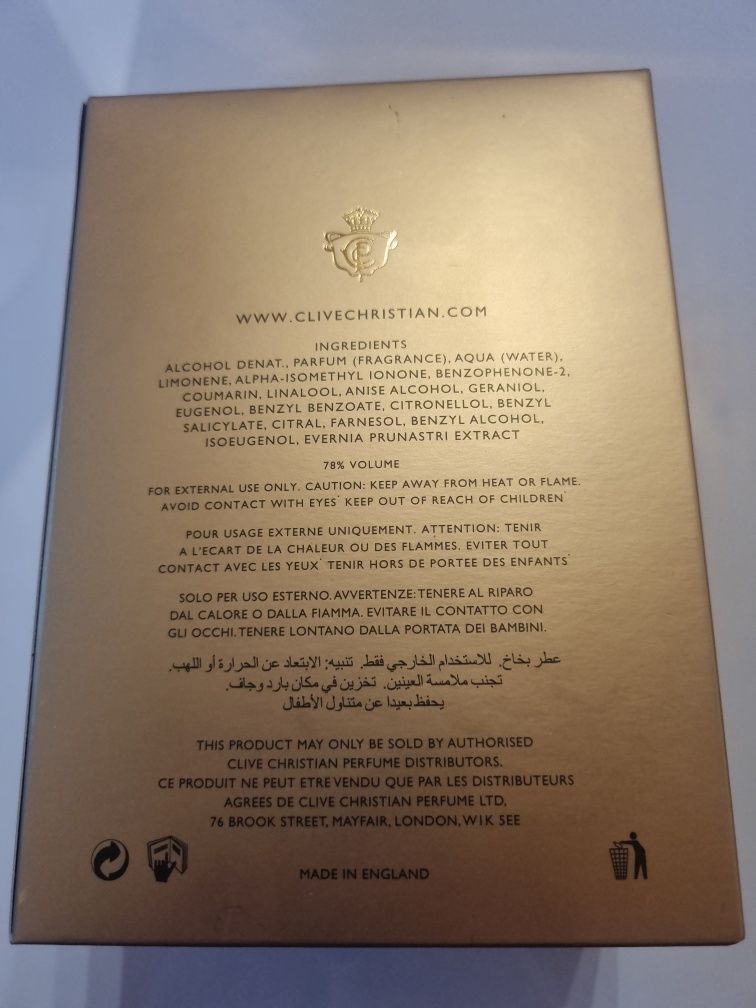 WWW.CLIVECHRISTIAN.COM
INGREDIENTS
ALCOHOL DENAT., PARFUM (FRAGRANCE), AQUA (WATER),
LIMONENE, ALPHA-ISOMETHYL IONONE, BENZOPHENONE-2,
COUMARIN, LINALOOL, ANISE ALCOHOL, GERANIOL,
EUGENOL, BENZYL BENZOATE, CITRONELLOL, BENZYL
SALICYLATE, CITRAL, FARNESOL, BENZYL ALCOHOL,
ISOEUGENOL, EVERNIA PRUNASTRI EXTRACT
78% VOLUME
FOR EXTERNAL USE ONLY. CAUTION: KEEP AWAY FROM HEAT OR FLAME.
AVOID CONTACT WITH EYES˙ KEEP OUT OF REACH OF CHILDREN˙
POUR USAGE EXTERNE UNIQUEMENT. ATTENTION: TENIR
A L'ECART DE LA CHALEUR OU DES FLAMMES. EVITER TOUT
CONTACT AVEC LES YEUX˙ TENIR HORS DE PORTEE DES ENFANTS˙
SOLO PER USO ESTERNO. AVVERTENZE: TENERE AL RIPARO
DAL CALORE O DALLA FIAMMA. EVITARE IL CONTATTO CON
GLI OCCHI. TENERE LONTANO DALLA PORTATA DEI BAMBINI.
عطر بخاخ. للاستخدام الخارجي فقط. تنبيه: الابتعاد عن الحرارة أو اللهب.
تجنب ملامسة العينين. تخزين في مكان بارد وجاف.
يحفظ بعيدا عن متناول الأطفال
THIS PRODUCT MAY ONLY BE SOLD BY AUTHORISED
CLIVE CHRISTIAN PERFUME DISTRIBUTORS.
CE PRODUIT NE PEUT ETRE VENDU QUE PAR LES DISTRIBUTEURS
AGREES DE CLIVE CHRISTIAN PERFUME LTD,
76 BROOK STREET, MAYFAIR, LONDON, W1K 5EE
MADE IN ENGLAND